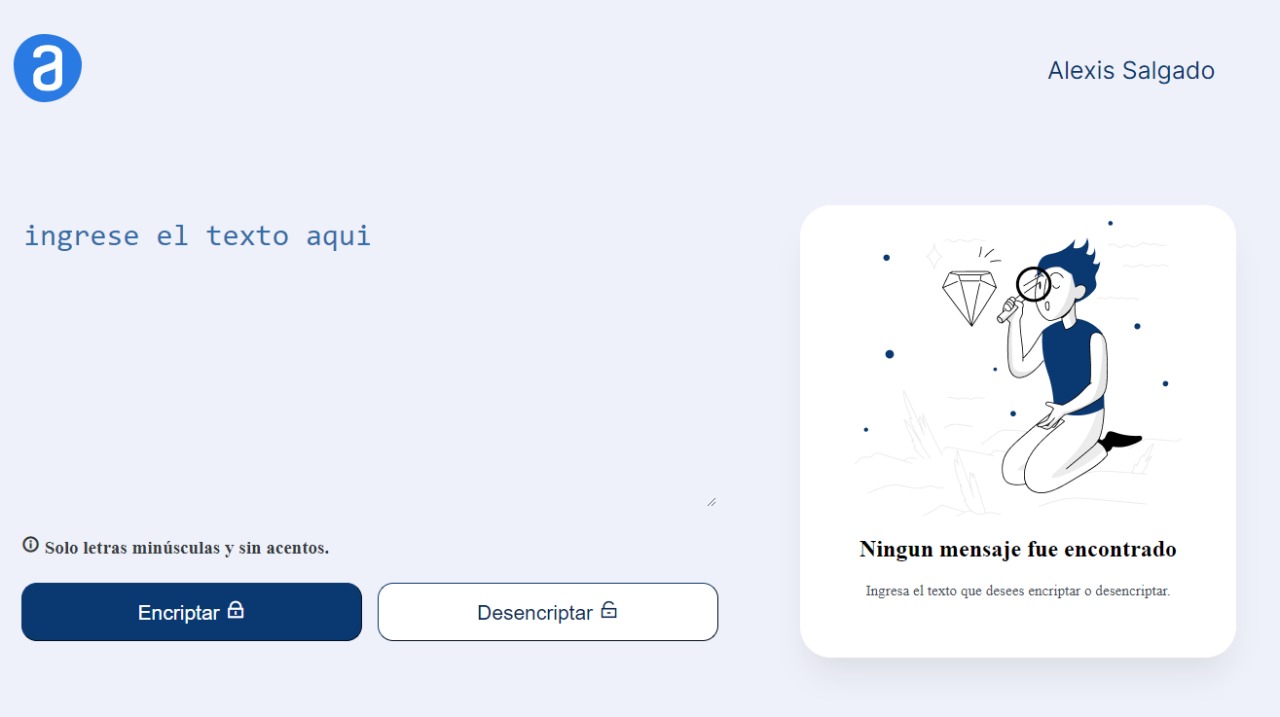 a
Alexis Salgado
ingrese el texto aqui
Solo letras minúsculas y sin acentos.
Encriptar
Desencriptar
Ningun mensaje fue encontrado
Ingresa el texto que desees encriptar o desencriptar.